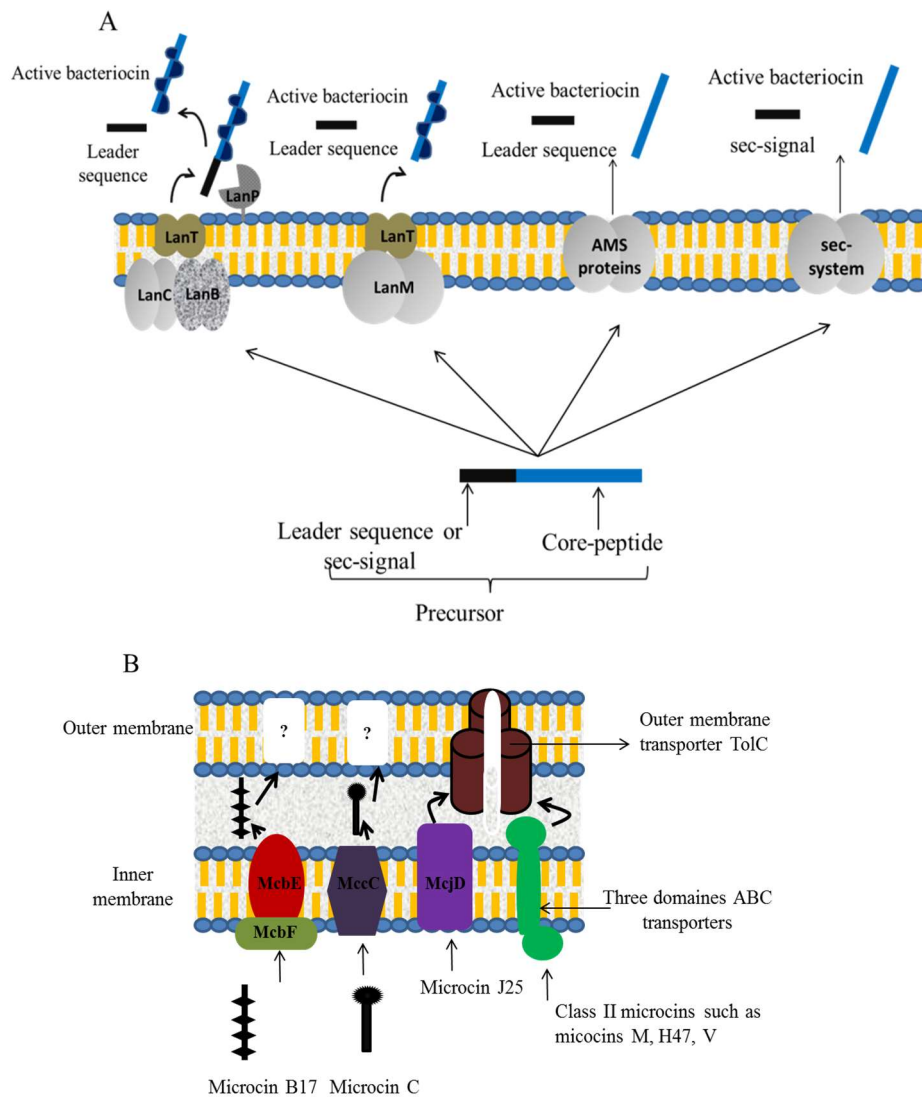 A
Active bacteriocin
Leader
sequence
LanP
LanT
LanC
LanB
Active bacteriocin
Leader sequence
LanT
LanM
Active bacteriocin
Leader sequence
AMS
proteins
Active bacteriocin
sec-signal
sec-
system
Leader sequence or
sec-signal
Core-peptide
Precursor
B
Outer membrane
?
?
Outer membrane
transporter TolC
Inner
membrane
McbE
McbF
MccC
McjD
Three domaines ABC
transporters
Microcin J25
Class II microcins such as
micocins M, H47, V
Microcin B17
Microcin C